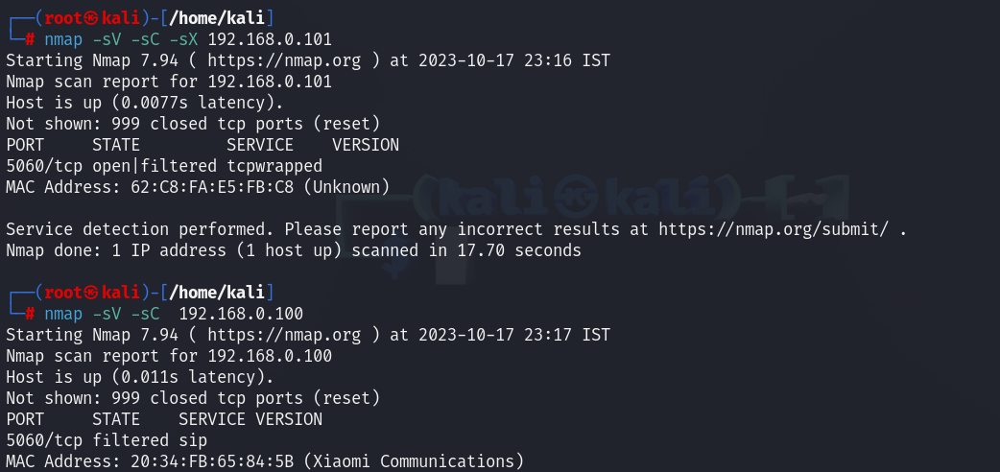 ┌──(root㉿kali)-[/home/kali]
└─# nmap -sV -sC -sX 192.168.0.101
Starting Nmap 7.94 ( https://nmap.org ) at 2023-10-17 23:16 IST
Nmap scan report for 192.168.0.101
Host is up (0.0077s latency).
Not shown: 999 closed tcp ports (reset)
PORT     STATE         SERVICE    VERSION
5060/tcp open|filtered tcpwrapped
MAC Address: 62:C8:FA:E5:FB:C8 (Unknown)
Service detection performed. Please report any incorrect results at https://nmap.org/submit/ .
Nmap done: 1 IP address (1 host up) scanned in 17.70 seconds
┌──(root㉿kali)-[/home/kali]
└─# nmap -sV -sC  192.168.0.100
Starting Nmap 7.94 ( https://nmap.org ) at 2023-10-17 23:17 IST
Nmap scan report for 192.168.0.100
Host is up (0.011s latency).
Not shown: 999 closed tcp ports (reset)
PORT     STATE    SERVICE VERSION
5060/tcp filtered sip
MAC Address: 20:34:FB:65:84:5B (Xiaomi Communications)
(kali㉿kali)-[~]
$